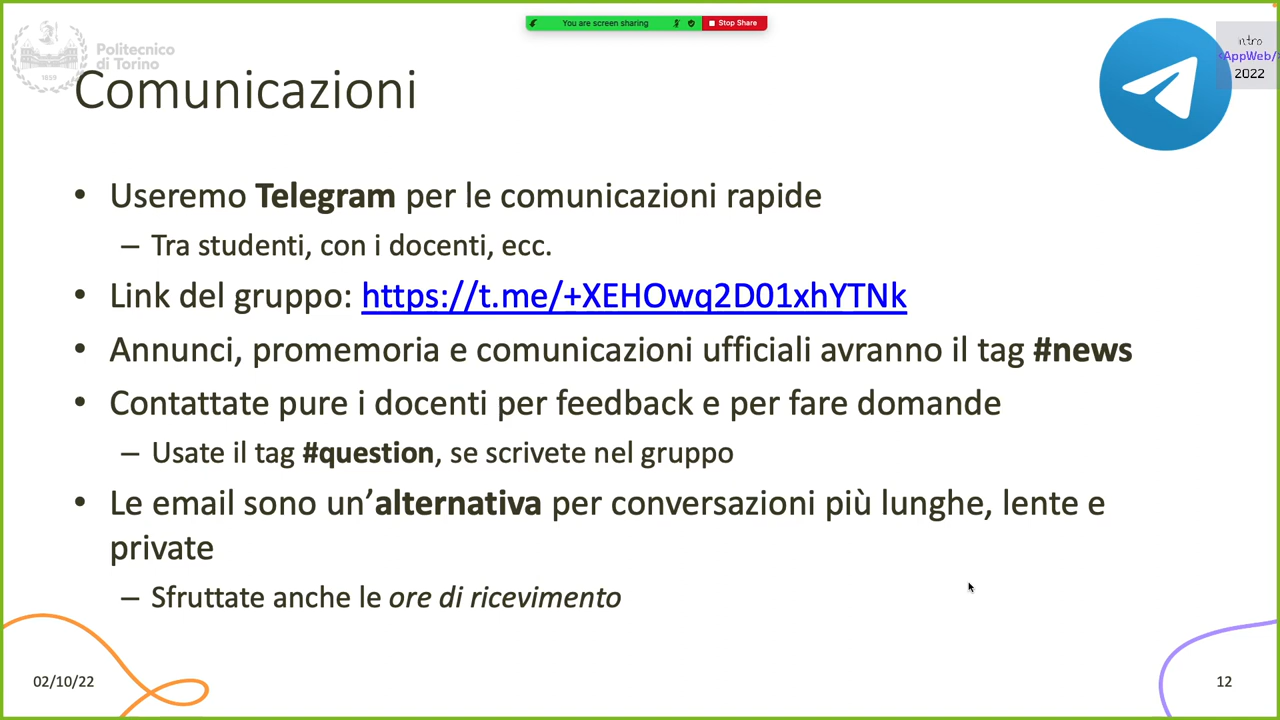 You are screen sharing
Stop Share
Politecnico
di Torino
1859
ntro
<AppWeb/>
2022
Comunicazioni
• Useremo Telegram per le comunicazioni rapide
– Tra studenti, con i docenti, ecc.
• Link del gruppo: https://t.me/+XEHOwq2D01xhYTNk
• Annunci, promemoria e comunicazioni ufficiali avranno il tag #news
• Contattate pure i docenti per feedback e per fare domande
– Usate il tag #question, se scrivete nel gruppo
• Le email sono un’alternativa per conversazioni più lunghe, lente e
private
– Sfruttate anche le ore di ricevimento
02/10/22
12